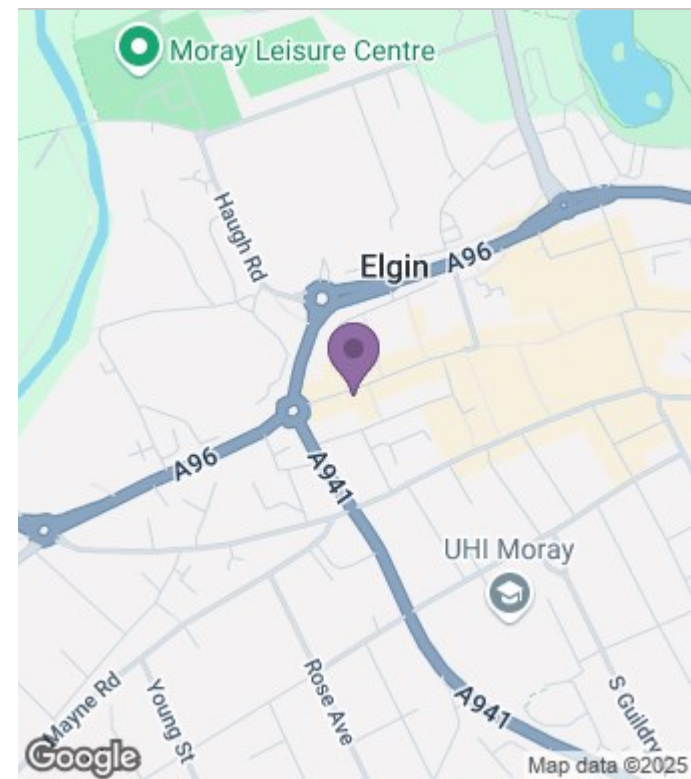 Moray Leisure Centre
Haugh Rd
Elgin
A96
A96
A941
UHI Moray
Mayne Rd
Young St
Rose Ave
A941
S Guildry
Google
Map data ©2025